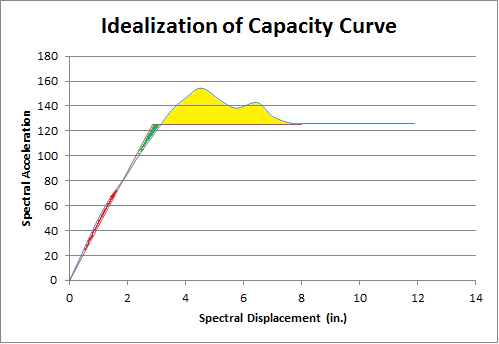 Idealization of Capacity Curve
180
160
140
120
100
80
60
40
20
0
Spectral Acceleration
0 2 4 6 8 10 12 14
Spectral Displacement (in.)